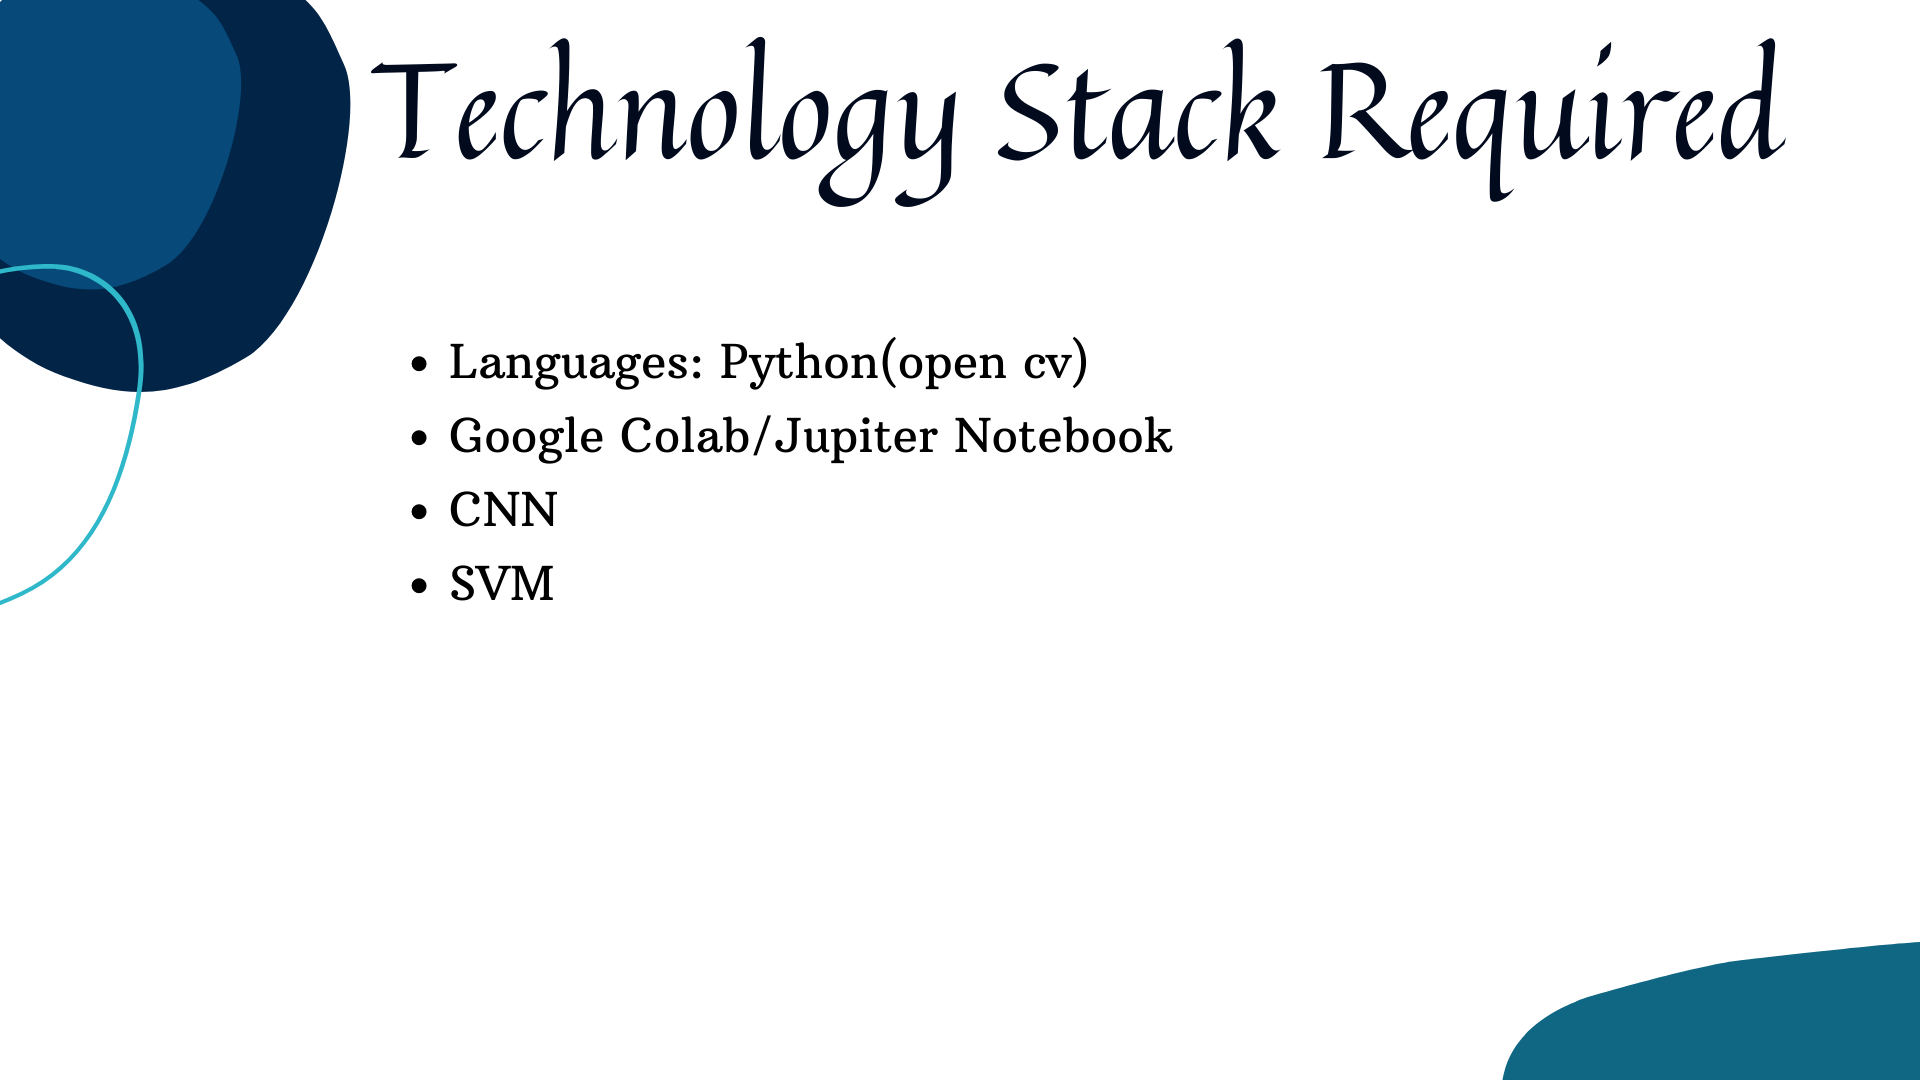 Technology Stack Required
• Languages: Python(open cv)
• Google Colab/Jupiter Notebook
• CNN
• SVM